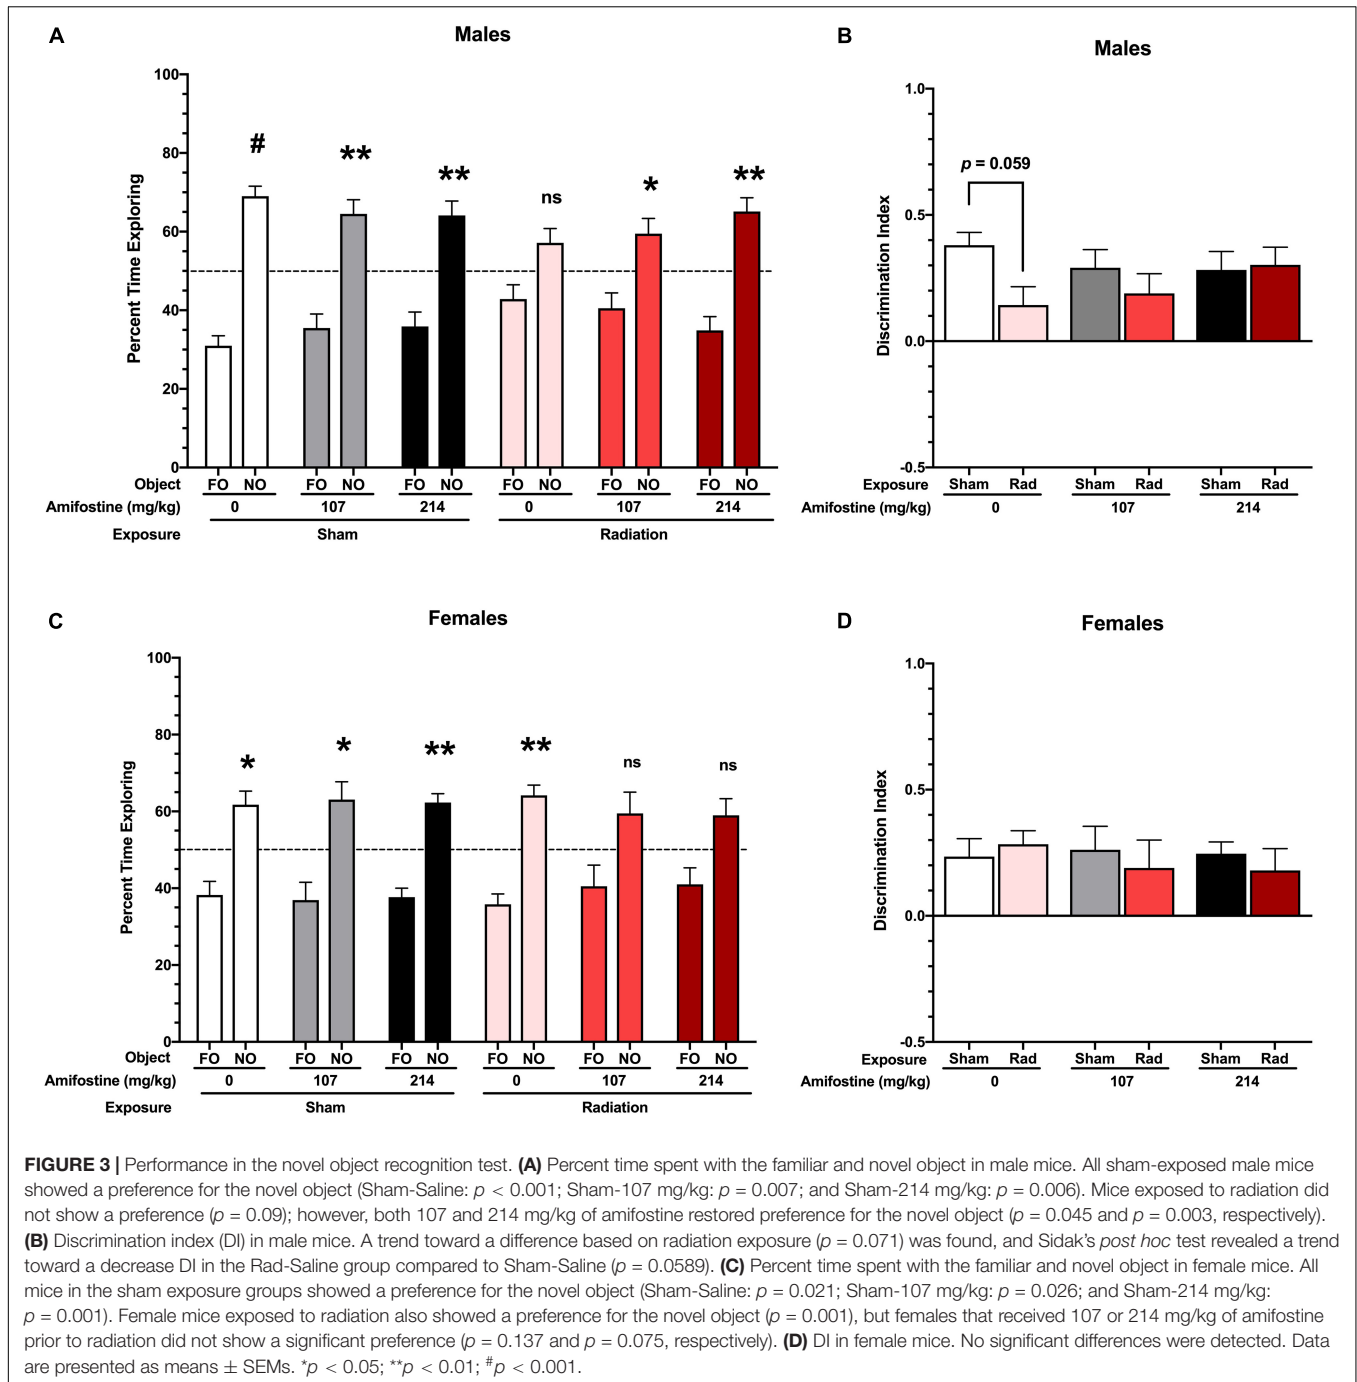 A
Males
Percent Time Exploring
100
80
60
40
20
0
#
**
**
ns
*
**
Object FO NO FO NO FO NO FO NO FO NO FO NO
Amifostine (mg/kg) 0 107 214 0 107 214
Exposure Sham Radiation
B
Males
Discrimination Index
1.0
0.5
0.0
-0.5
p = 0.059
Exposure Sham Rad Sham Rad Sham Rad
Amifostine (mg/kg) 0 107 214
C
Females
Percent Time Exploring
100
80
60
40
20
0
*
*
**
**
ns
ns
Object FO NO FO NO FO NO FO NO FO NO FO NO
Amifostine (mg/kg) 0 107 214 0 107 214
Exposure Sham Radiation
D
Females
Discrimination Index
1.0
0.5
0.0
-0.5
Exposure Sham Rad Sham Rad Sham Rad
Amifostine (mg/kg) 0 107 214
FIGURE 3 | Performance in the novel object recognition test. (A) Percent time spent with the familiar and novel object in male mice. All sham-exposed male mice
showed a preference for the novel object (Sham-Saline: p < 0.001; Sham-107 mg/kg: p = 0.007; and Sham-214 mg/kg: p = 0.006). Mice exposed to radiation did
not show a preference (p = 0.09); however, both 107 and 214 mg/kg of amifostine restored preference for the novel object (p = 0.045 and p = 0.003, respectively).
(B) Discrimination index (DI) in male mice. A trend toward a difference based on radiation exposure (p = 0.071) was found, and Sidak's post hoc test revealed a trend
toward a decrease DI in the Rad-Saline group compared to Sham-Saline (p = 0.0589). (C) Percent time spent with the familiar and novel object in female mice. All
mice in the sham exposure groups showed a preference for the novel object (Sham-Saline: p = 0.021; Sham-107 mg/kg: p = 0.026; and Sham-214 mg/kg:
p = 0.001). Female mice exposed to radiation also showed a preference for the novel object (p = 0.001), but females that received 107 or 214 mg/kg of amifostine
prior to radiation did not show a significant preference (p = 0.137 and p = 0.075, respectively). (D) DI in female mice. No significant differences were detected. Data
are presented as means ± SEMs. *p < 0.05; **p < 0.01; #p < 0.001.